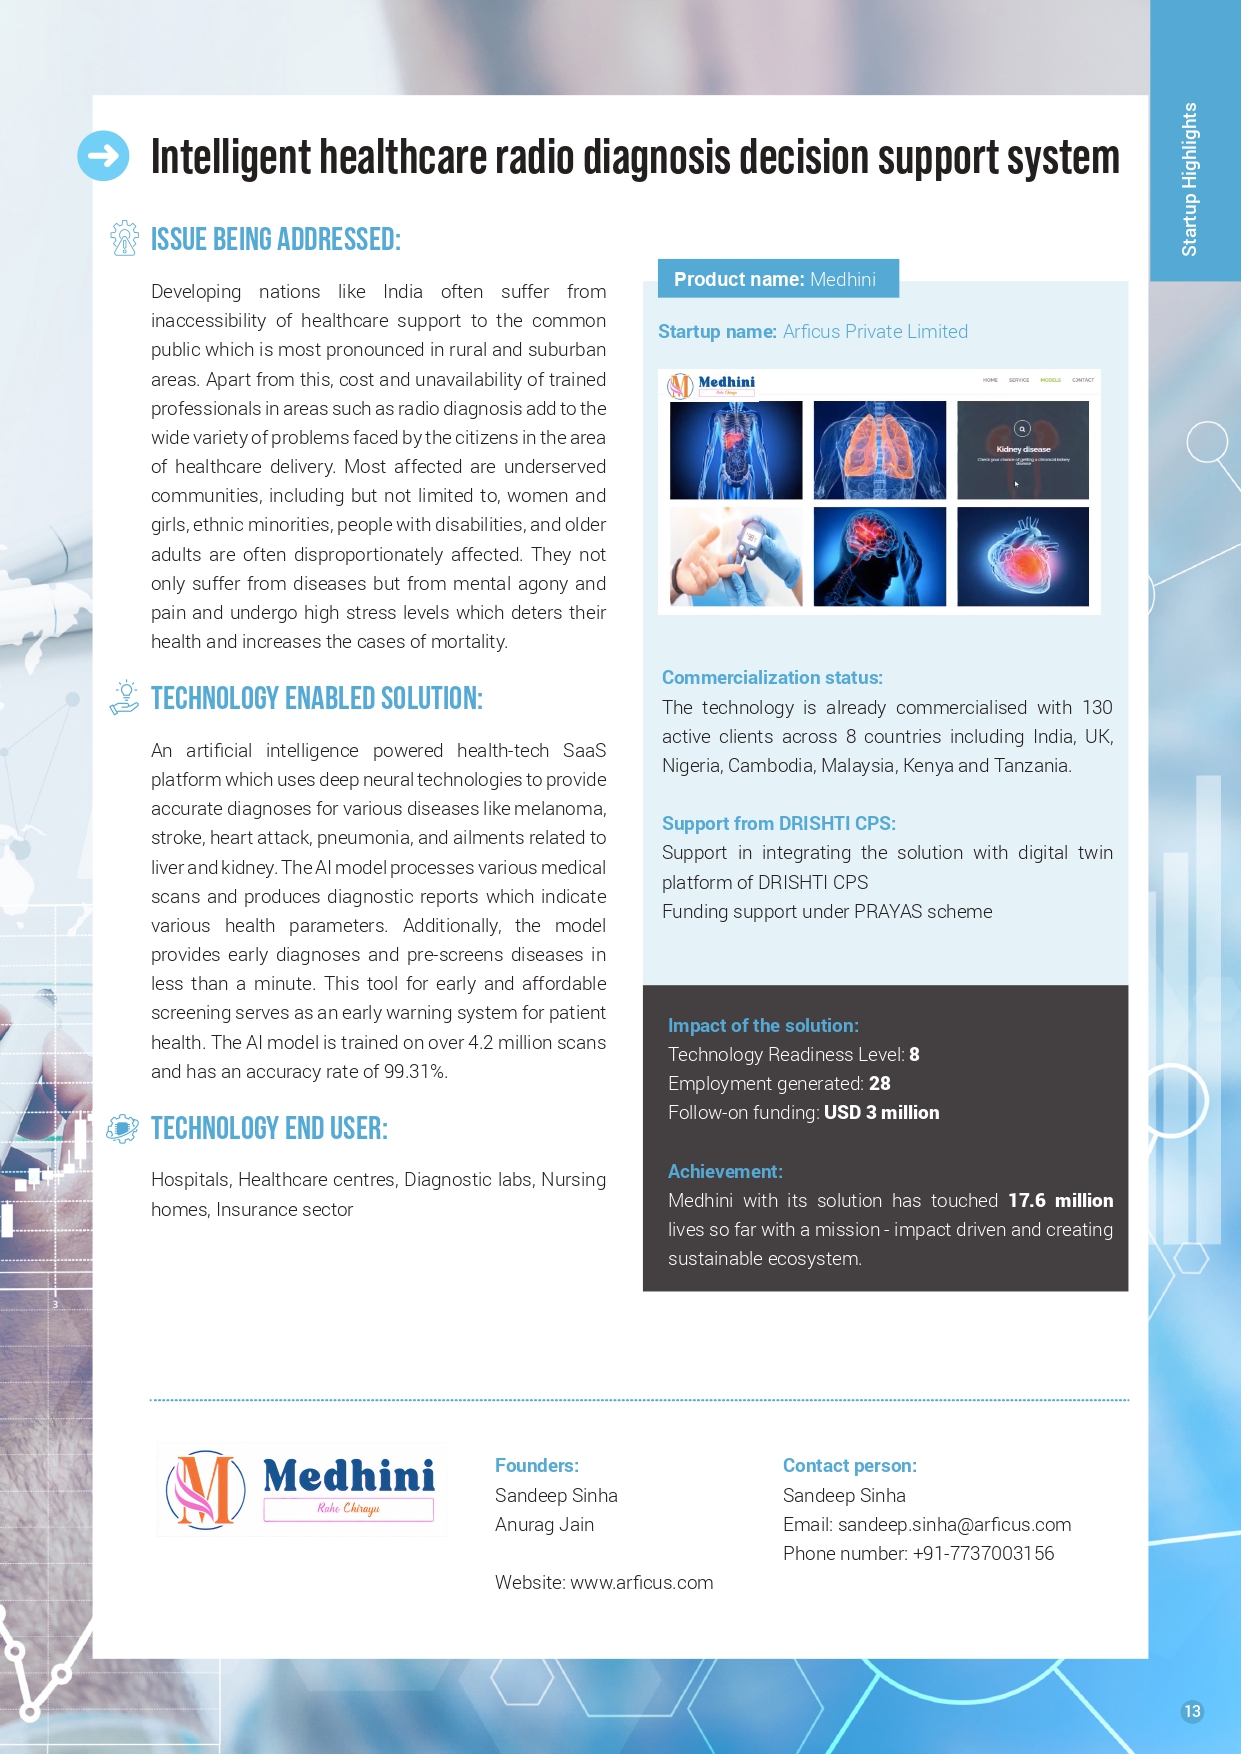 Startup Highlights
Intelligent healthcare radio diagnosis decision support system
ISSUE BEING ADDRESSED:
Developing nations like India often suffer from
inaccessibility of healthcare support to the common
public which is most pronounced in rural and suburban
areas. Apart from this, cost and unavailability of trained
professionals in areas such as radio diagnosis add to the
wide variety of problems faced by the citizens in the area
of healthcare delivery. Most affected are underserved
communities, including but not limited to, women and
girls, ethnic minorities, people with disabilities, and older
adults are often disproportionately affected. They not
only suffer from diseases but from mental agony and
pain and undergo high stress levels which deters their
health and increases the cases of mortality.
TECHNOLOGY ENABLED SOLUTION:
An artificial intelligence powered health-tech SaaS
platform which uses deep neural technologies to provide
accurate diagnoses for various diseases like melanoma,
stroke, heart attack, pneumonia, and ailments related to
liver and kidney. The AI model processes various medical
scans and produces diagnostic reports which indicate
various health parameters. Additionally, the model
provides early diagnoses and pre-screens diseases in
less than a minute. This tool for early and affordable
screening serves as an early warning system for patient
health. The AI model is trained on over 4.2 million scans
and has an accuracy rate of 99.31%.
TECHNOLOGY END USER:
Hospitals, Healthcare centres, Diagnostic labs, Nursing
homes, Insurance sector
Product name: Medhini
Startup name: Arficus Private Limited
M Medhini
Rahe Chirayu
HOME SERVICE MODELS CONTACT
Kidney disease
Check your chance of getting a chronical kidney
disease
Commercialization status:
The technology is already commercialised with 130
active clients across 8 countries including India, UK,
Nigeria, Cambodia, Malaysia, Kenya and Tanzania.
Support from DRISHTI CPS:
Support in integrating the solution with digital twin
platform of DRISHTI CPS
Funding support under PRAYAS scheme
Impact of the solution:
Technology Readiness Level: 8
Employment generated: 28
Follow-on funding: USD 3 million
Achievement:
Medhini with its solution has touched 17.6 million
lives so far with a mission - impact driven and creating
sustainable ecosystem.
3
M Medhini
Rahe Chirayu
Founders:
Sandeep Sinha
Anurag Jain
Website: www.arficus.com
Contact person:
Sandeep Sinha
Email: sandeep.sinha@arficus.com
Phone number: +91-7737003156
13